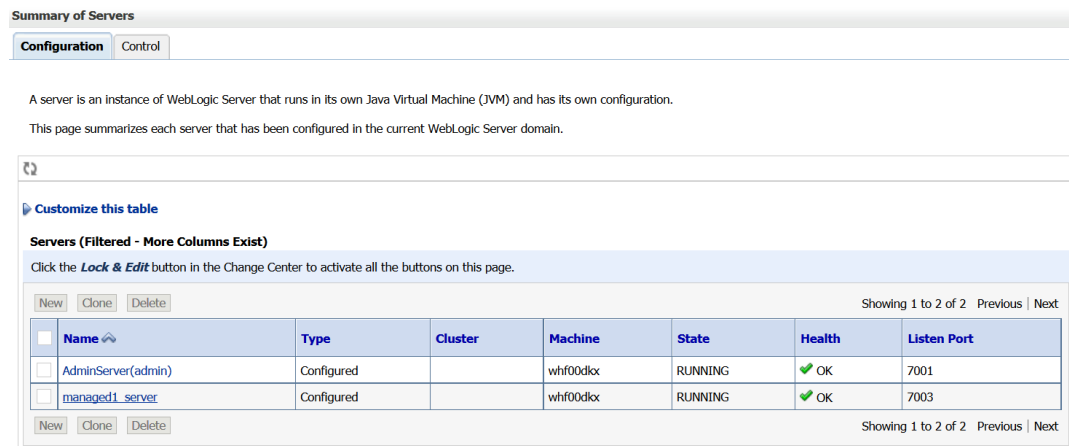 Summary of Servers
Configuration Control
A server is an instance of WebLogic Server that runs in its own Java Virtual Machine (JVM) and has its own configuration.
This page summarizes each server that has been configured in the current WebLogic Server domain.
Customize this table
Servers (Filtered - More Columns Exist)
Click the Lock & Edit button in the Change Center to activate all the buttons on this page.
New Clone Delete Showing 1 to 2 of 2 Previous | Next
Name Type Cluster Machine State Health Listen Port
AdminServer(admin) Configured whf00dkx RUNNING OK 7001
managed1_server Configured whf00dkx RUNNING OK 7003
New Clone Delete Showing 1 to 2 of 2 Previous | Next